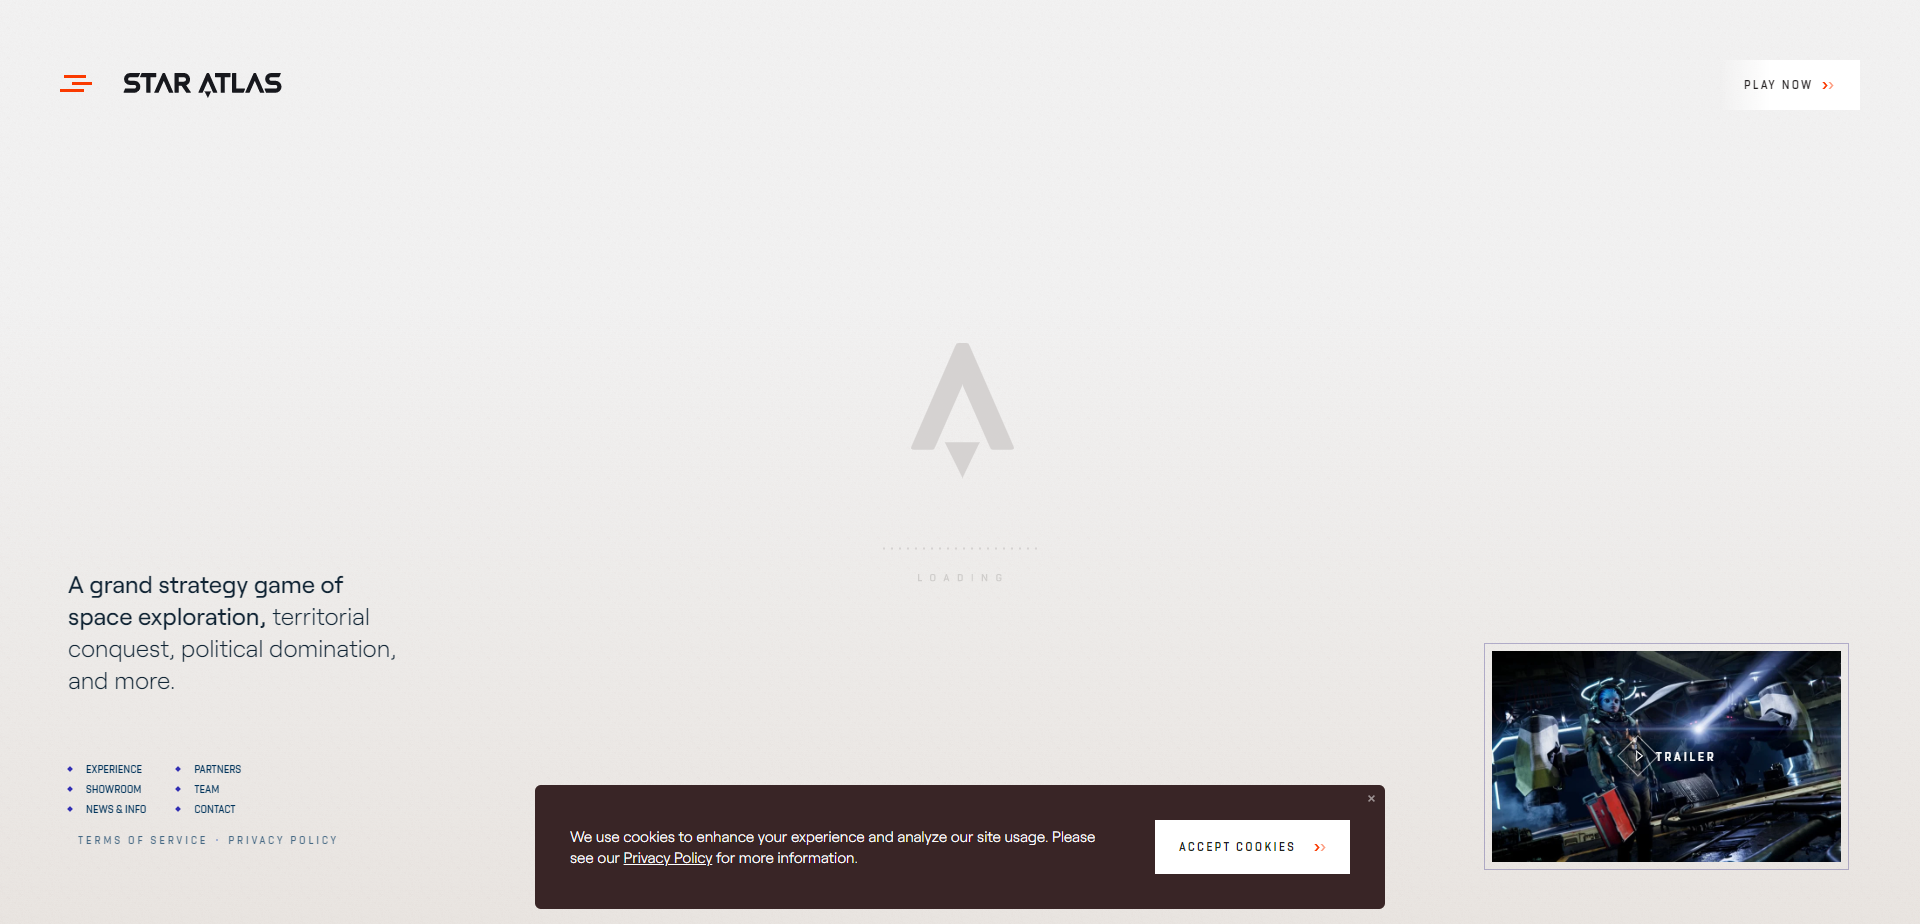 STAR ATLAS
PLAY NOW
LOADING
A grand strategy game of
space exploration, territorial
conquest, political domination,
and more.
EXPERIENCE
SHOWROOM
NEWS & INFO
PARTNERS
TEAM
CONTACT
TERMS OF SERVICE · PRIVACY POLICY
We use cookies to enhance your experience and analyze our site usage. Please
see our Privacy Policy for more information.
ACCEPT COOKIES
TRAILER